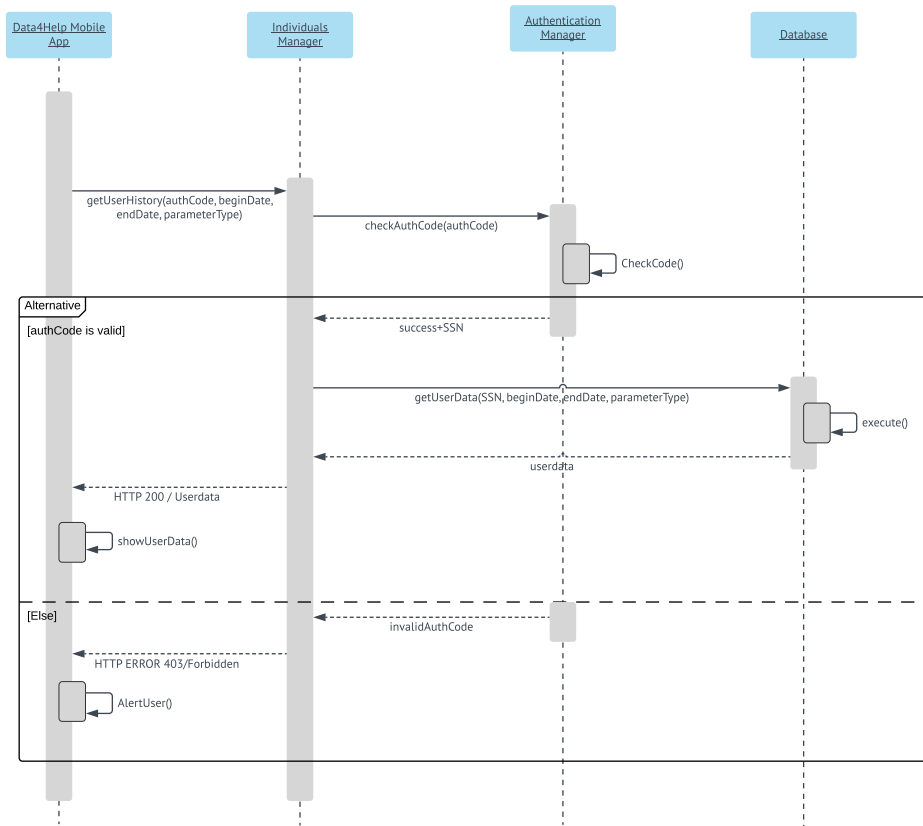 Data4Help Mobile
App
Individuals
Manager
Authentication
Manager
Database
getUserHistory(authCode, beginDate,
endDate, parameterType)
checkAuthCode(authCode)
CheckCode()
Alternative
[authCode is valid]
success+SSN
getUserData(SSN, beginDate, endDate, parameterType)
execute()
userdata
HTTP 200 / Userdata
showUserData()
[Else]
invalidAuthCode
HTTP ERROR 403/Forbidden
AlertUser()